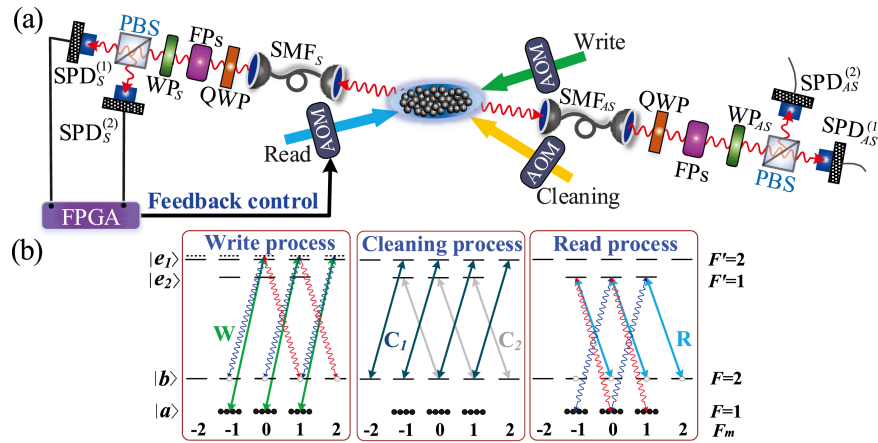 (a)
PBS
FPs
SMF_S
SPD_S^(1)
WP_S
QWP
SPD_S^(2)
AOM
Write
SMF_AS
QWP
WP_AS
SPD_AS^(2)
SPD_AS^(1)
FPs
PBS
Read
AOM
AOM
Cleaning
Feedback control
FPGA
(b)
Write process
Cleaning process
Read process
|e₁⟩
F'=2
|e₂⟩
F'=1
W
C₁
C₂
R
|b⟩
F=2
|a⟩
F=1
-2 -1 0 1 2
-2 -1 0 1 2
-2 -1 0 1 2
F_m